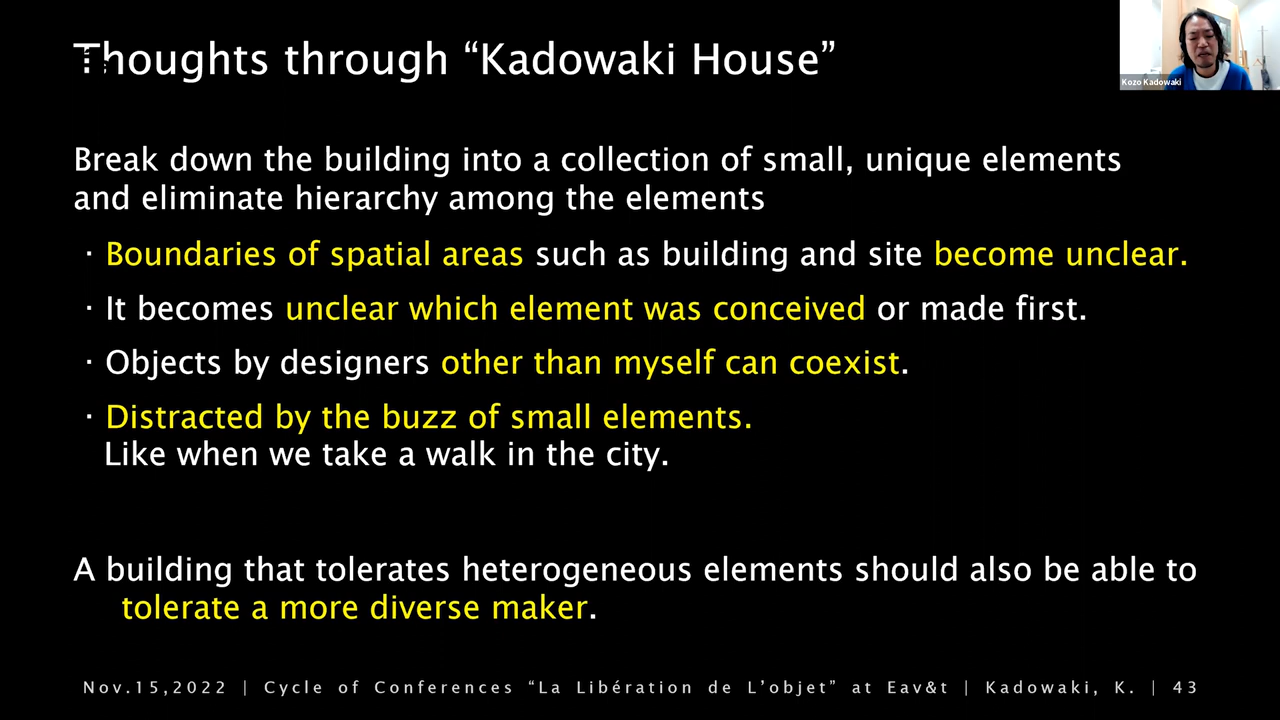 Thoughts through “Kadowaki House”
Kozo Kadowaki
Break down the building into a collection of small, unique elements
and eliminate hierarchy among the elements
· Boundaries of spatial areas such as building and site become unclear.
· It becomes unclear which element was conceived or made first.
· Objects by designers other than myself can coexist.
· Distracted by the buzz of small elements.
Like when we take a walk in the city.
A building that tolerates heterogeneous elements should also be able to
tolerate a more diverse maker.
Nov.15,2022 | Cycle of Conferences “La Libération de L’objet” at Eav&t | Kadowaki, K. | 43